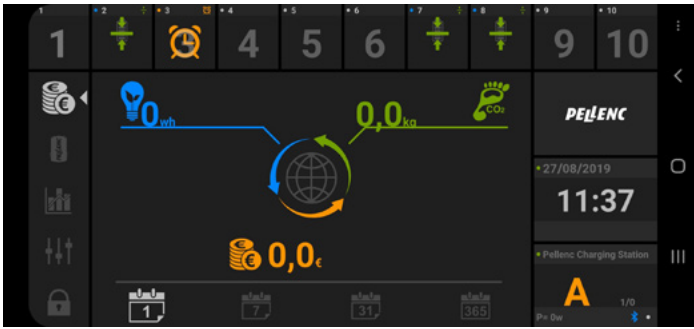 1 2 3 4 5 6 7 8 9 10
1 4 5 6 9 10
0wh
0,0kg
CO2
PELLENC
27/08/2019
11:37
0,0€
Pellenc Charging Station
A
1/0
P= 0w
1 7 31 365